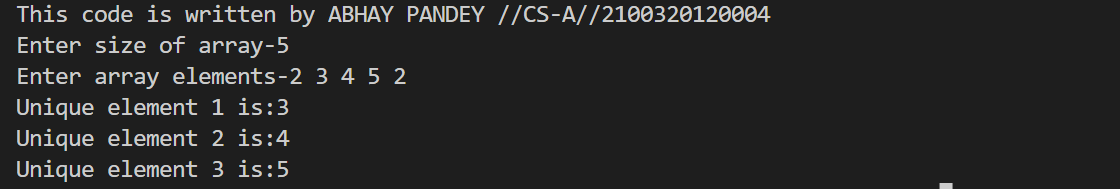 This code is written by ABHAY PANDEY //CS-A//2100320120004
Enter size of array-5
Enter array elements-2 3 4 5 2
Unique element 1 is:3
Unique element 2 is:4
Unique element 3 is:5